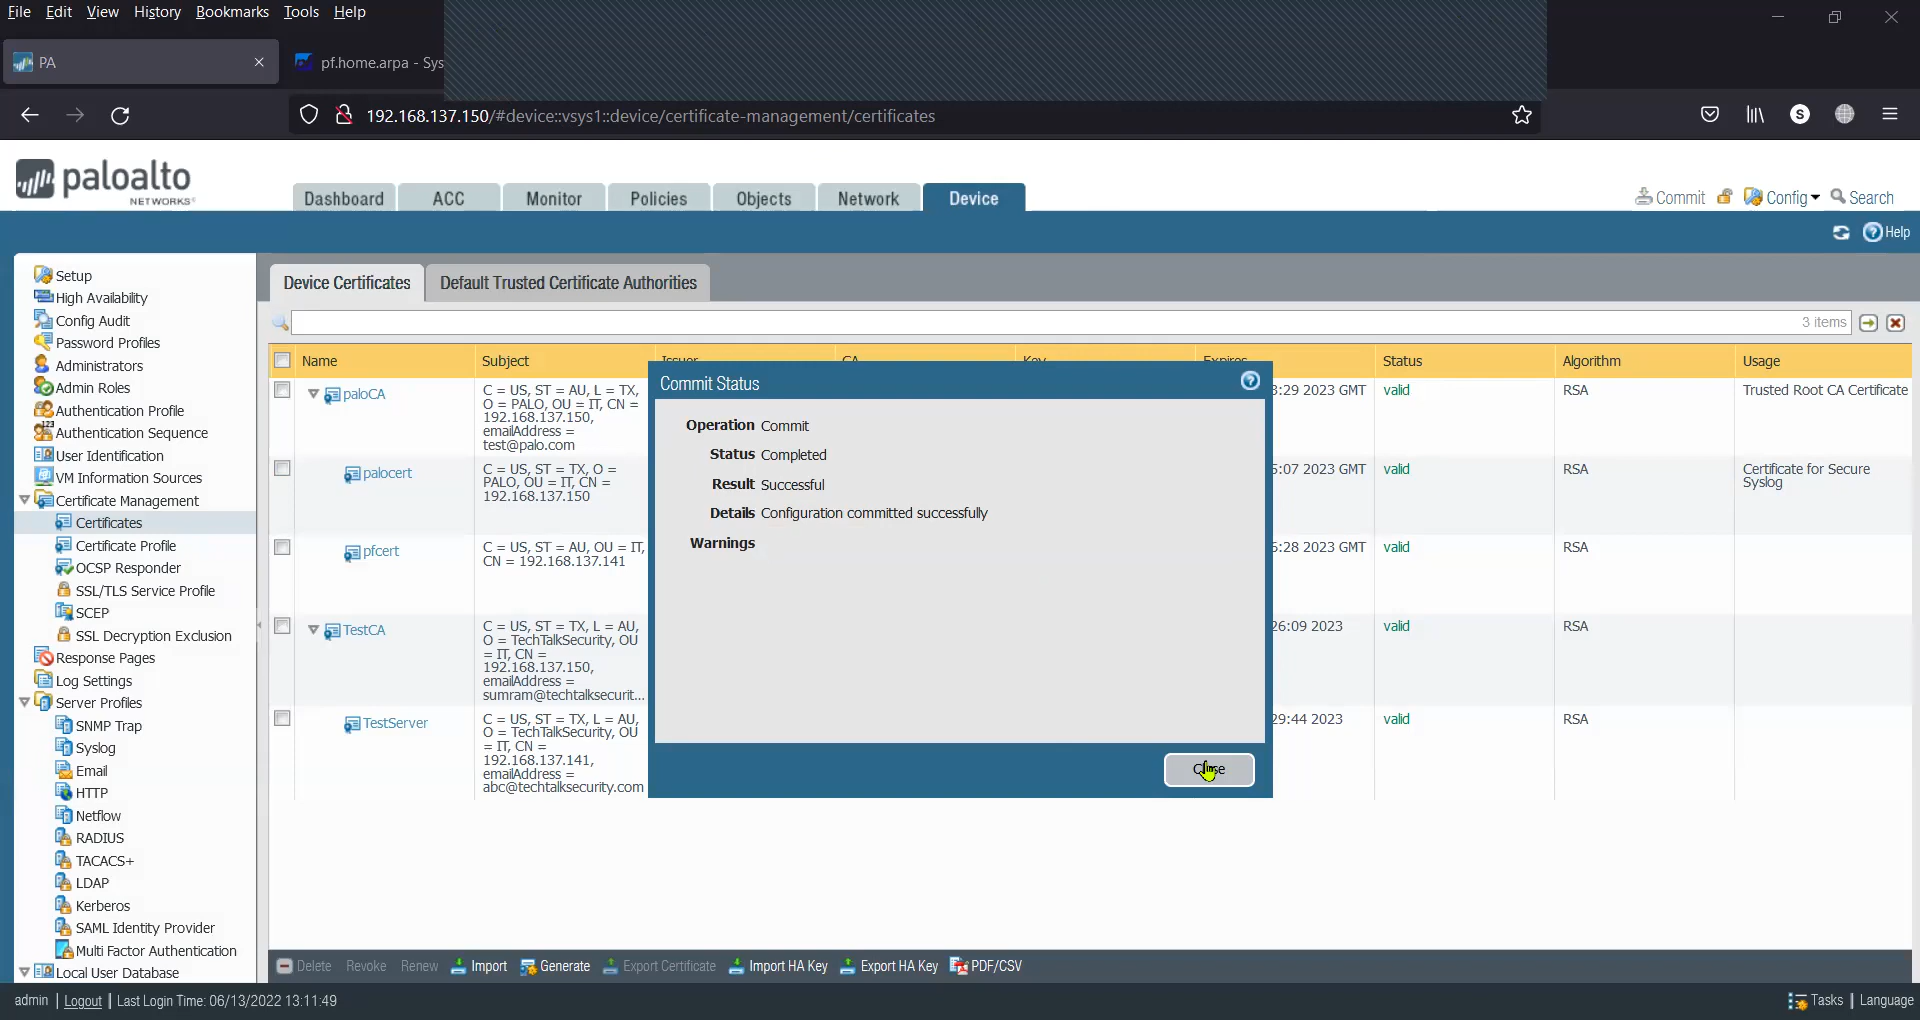 File Edit View History Bookmarks Tools Help
PA
pf.home.arpa - Sys
192.168.137.150/#device::vsys1::device/certificate-management/certificates
S
paloalto
NETWORKS
Dashboard
ACC
Monitor
Policies
Objects
Network
Device
Commit
Config
Search
Help
Setup
High Availability
Config Audit
Password Profiles
Administrators
Admin Roles
Authentication Profile
Authentication Sequence
User Identification
VM Information Sources
Certificate Management
Certificates
Certificate Profile
OCSP Responder
SSL/TLS Service Profile
SCEP
SSL Decryption Exclusion
Response Pages
Log Settings
Server Profiles
SNMP Trap
Syslog
Email
HTTP
Netflow
RADIUS
TACACS+
LDAP
Kerberos
SAML Identity Provider
Multi Factor Authentication
Local User Database
Device Certificates
Default Trusted Certificate Authorities
3 items
Name Subject Issuer CA Key Expires Status Algorithm Usage
paloCA
C = US, ST = AU, L = TX,
O = PALO, OU = IT, CN =
192.168.137.150,
emailAddress =
test@palo.com
3:29 2023 GMT
valid
RSA
Trusted Root CA Certificate
palocert
C = US, ST = TX, O =
PALO, OU = IT, CN =
192.168.137.150
5:07 2023 GMT
valid
RSA
Certificate for Secure
Syslog
pfcert
C = US, ST = AU, OU = IT,
CN = 192.168.137.141
5:28 2023 GMT
valid
RSA
TestCA
C = US, ST = TX, L = AU,
O = TechTalkSecurity, OU
= IT, CN =
192.168.137.150,
emailAddress =
sumram@techtalksecurit...
26:09 2023
valid
RSA
TestServer
C = US, ST = TX, L = AU,
O = TechTalkSecurity, OU
= IT, CN =
192.168.137.141,
emailAddress =
abc@techtalksecurity.com
29:44 2023
valid
RSA
Commit Status
Operation Commit
Status Completed
Result Successful
Details Configuration committed successfully
Warnings
Close
Delete Revoke Renew Import Generate Export Certificate Import HA Key Export HA Key PDF/CSV
admin | Logout | Last Login Time: 06/13/2022 13:11:49
Tasks | Language